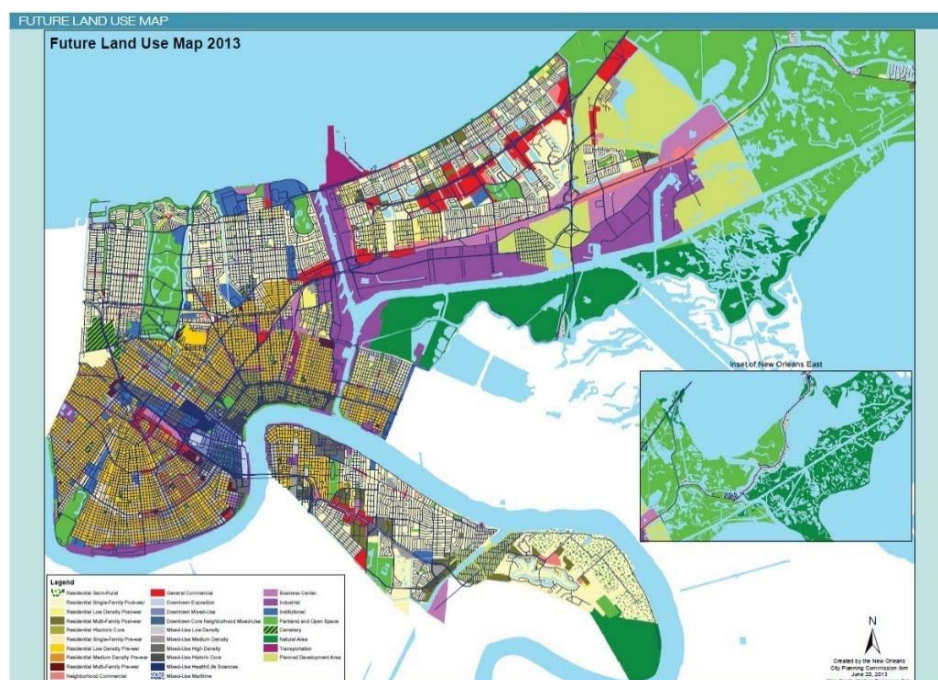 FUTURE LAND USE MAP
Future Land Use Map 2013
Inset of New Orleans East
Legend
Residential Semi-Rural
Residential Single-Family Post-war
Residential Low Density Post-war
Residential Multi-Family Post-war
Residential Historic Core
Residential Single-Family Pre-war
Residential Low Density Pre-war
Residential Medium Density Pre-war
Residential Multi-Family Pre-war
Neighborhood Commercial
General Commercial
Downtown Exposition
Downtown Mixed-Use
Downtown Core Neighborhood Mixed-Use
Mixed-Use Low Density
Mixed-Use Medium Density
Mixed-Use High Density
Mixed-Use Historic Core
Mixed-Use Health/Life Sciences
Mixed-Use Maritime
Business Center
Industrial
Institutional
Parkland and Open Space
Cemetery
Natural Area
Transportation
Planned Development Area
N
Created by the New Orleans
City Planning Commission
June 20, 2013